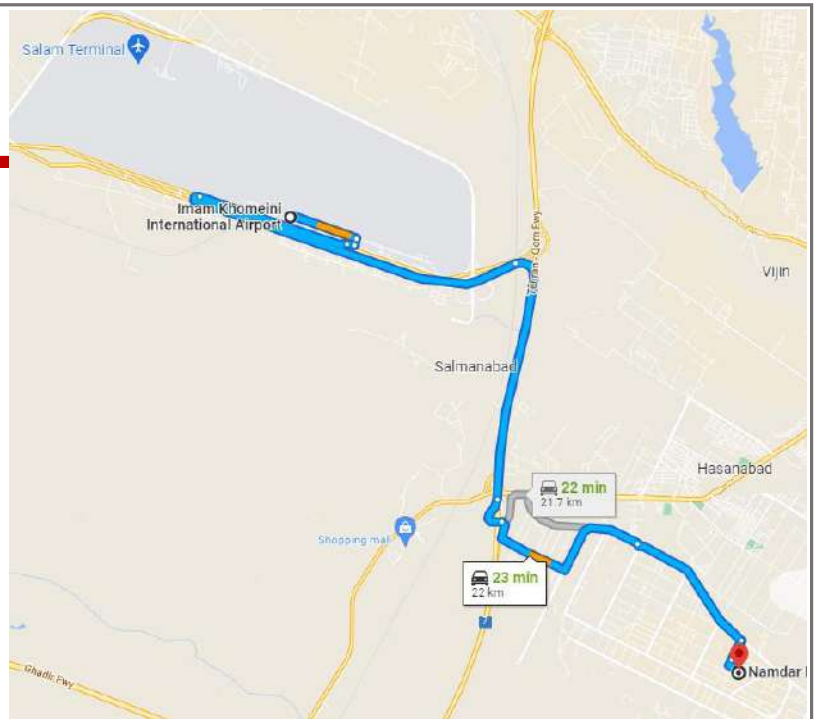 Salam Terminal
Imam Khomeini
International Airport
Tehran - Qom Fwy
Vijin
Salmanabad
Hasanabad
22 min
21.7 km
Shopping mall
23 min
22 km
7
Namdar
Ghadir Fwy